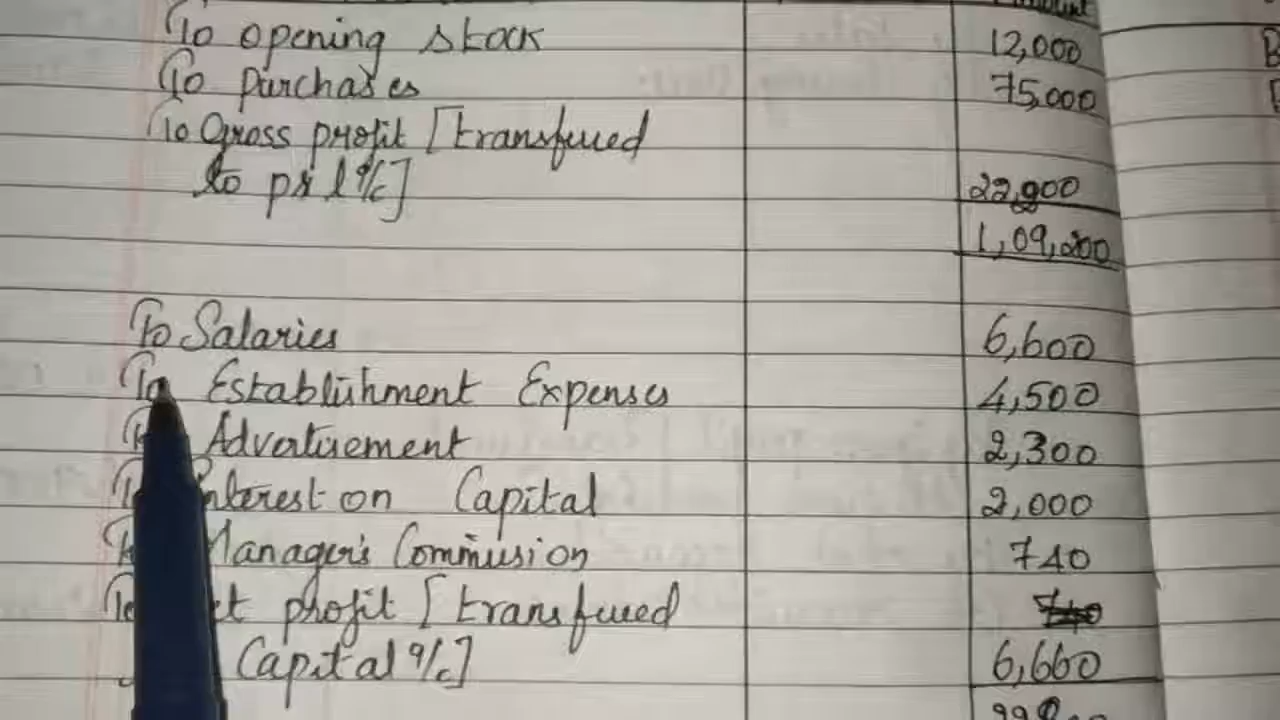 To opening stock 12,000
To purchases 75,000
To Gross profit [transferred
to p& l a/c] 22,200
1,09,200
To Salaries 6,600
To Establishment Expenses 4,500
Advertisement 2,300
Interest on Capital 2,000
Manager's Commission 740
profit [transferred
Capital a/c] 6,660